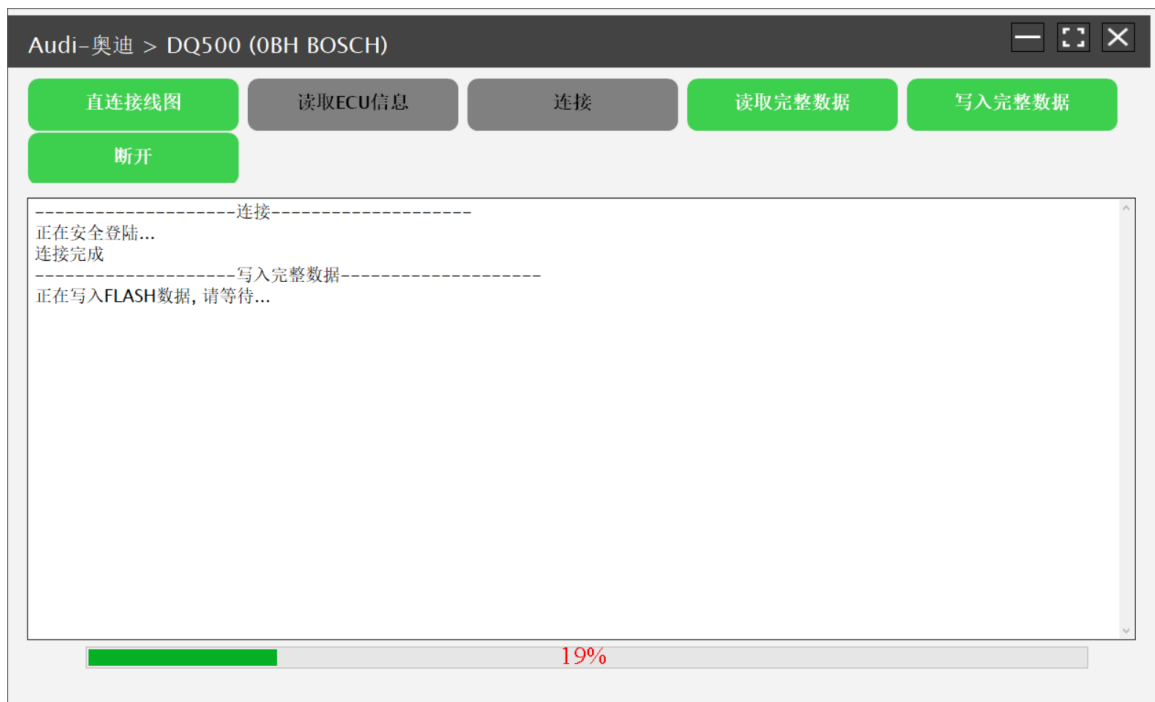 Audi-奥迪 > DQ500 (0BH BOSCH)
直连接线图
读取ECU信息
连接
读取完整数据
写入完整数据
断开
--------------------连接--------------------
正在安全登陆...
连接完成
--------------------写入完整数据--------------------
正在写入FLASH数据, 请等待...
19%